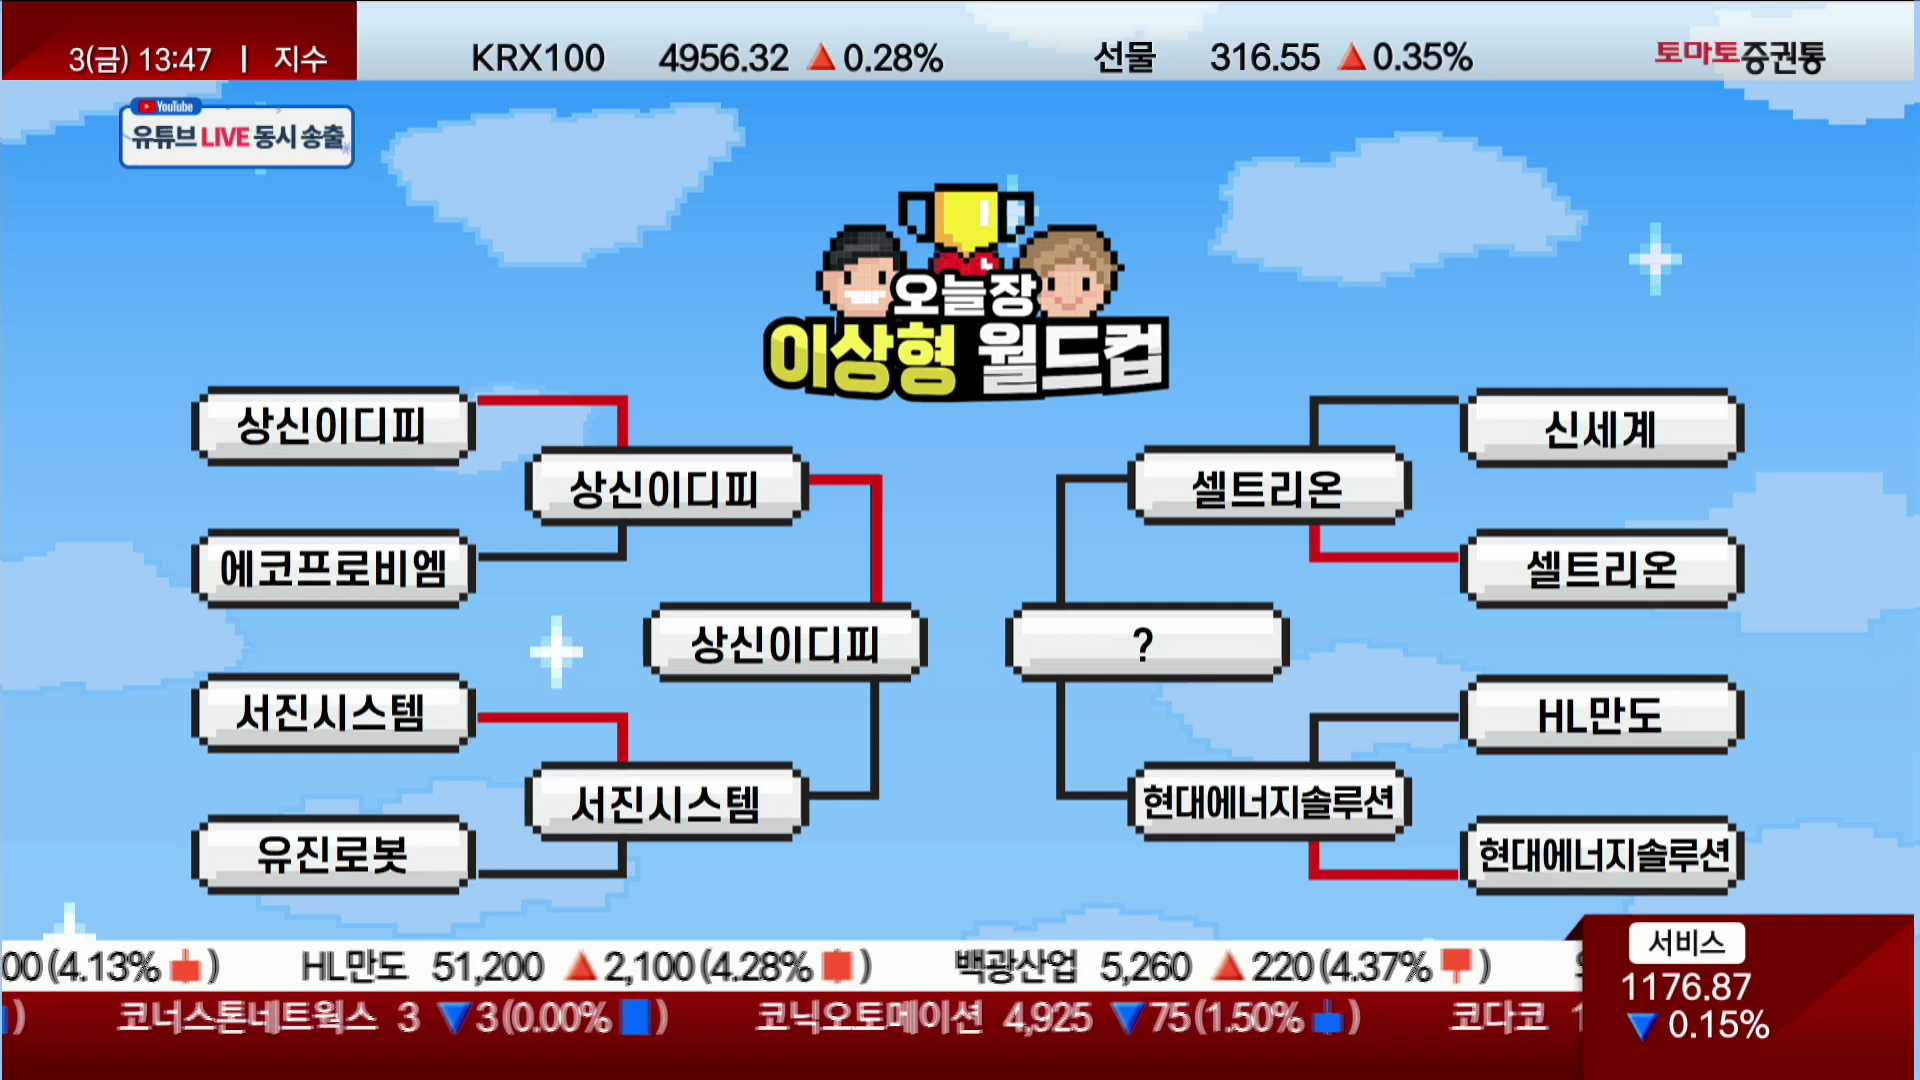 3(금) 13:47 | 지수
KRX100 4956.32 ▲ 0.28% 선물 316.55 ▲ 0.35%
토마토증권통
YouTube
유튜브 LIVE 동시 송출
오늘장
이상형 월드컵
상신이디피
신세계
상신이디피
셀트리온
에코프로비엠
셀트리온
상신이디피
?
서진시스템
HL만도
서진시스템
현대에너지솔루션
유진로봇
현대에너지솔루션
00(4.13%) HL만도 51,200 ▲2,100(4.28%) 백광산업 5,260 ▲220(4.37%)
코너스톤네트웍스 3 ▼3(0.00%) 코닉오토메이션 4,925 ▼75(1.50%) 코다코 1
서비스
1176.87
▼ 0.15%